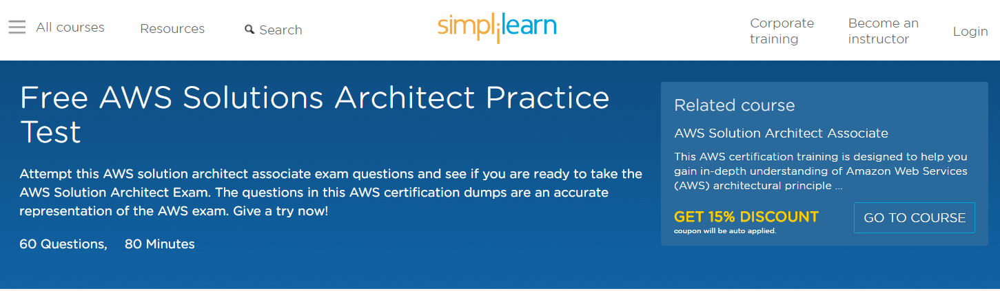 All courses
Resources
Search
simplilearn
Corporate
training
Become an
instructor
Login
Free AWS Solutions Architect Practice
Test
Attempt this AWS solution architect associate exam questions and see if you are ready to take the
AWS Solution Architect Exam. The questions in this AWS certification dumps are an accurate
representation of the AWS exam. Give a try now!
60 Questions, 80 Minutes
Related course
AWS Solution Architect Associate
This AWS certification training is designed to help you
gain in-depth understanding of Amazon Web Services
(AWS) architectural principle ...
GET 15% DISCOUNT
coupon will be auto applied.
GO TO COURSE